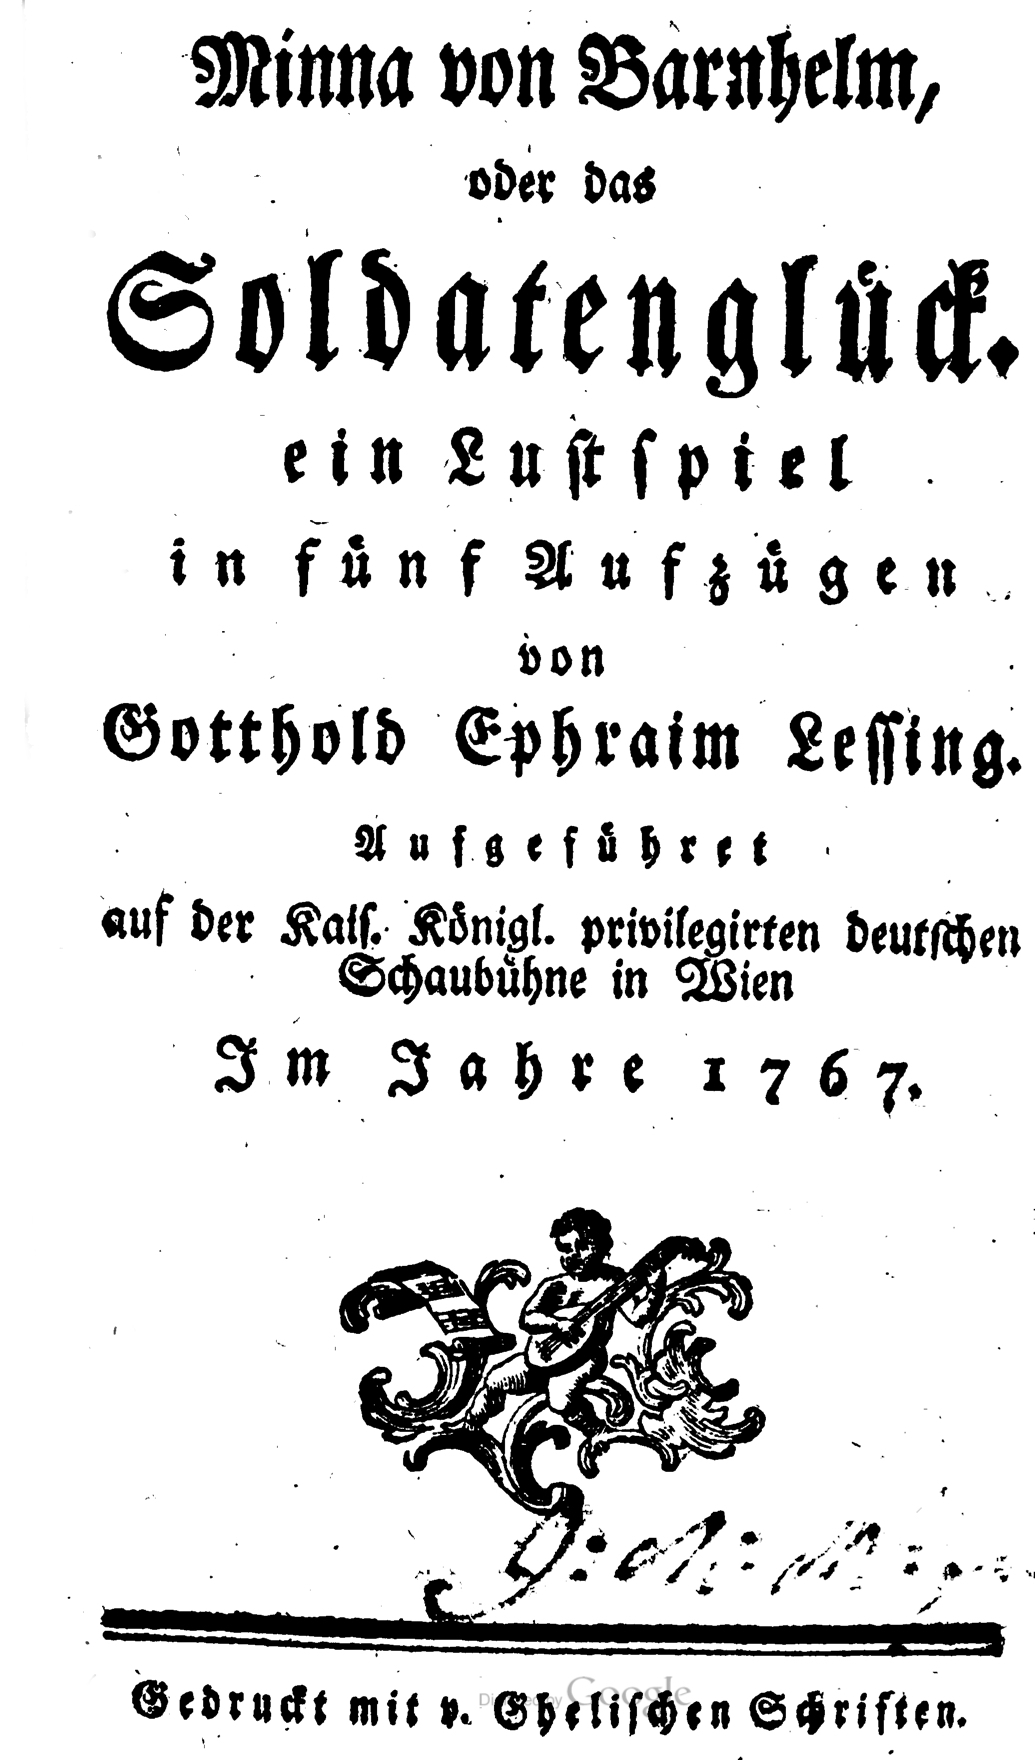 Minna von Barnhelm,
oder das
Soldatenglück.
ein Lustspiel
in fünf Aufzügen
von
Gotthold Ephraim Lessing.
Aufgeführet
auf der Kais. Königl. privilegirten deutschen
Schaubühne in Wien
Im Jahre 1767.
Gedruckt mit v. Ghelischen Schriften.
Digitized by Google